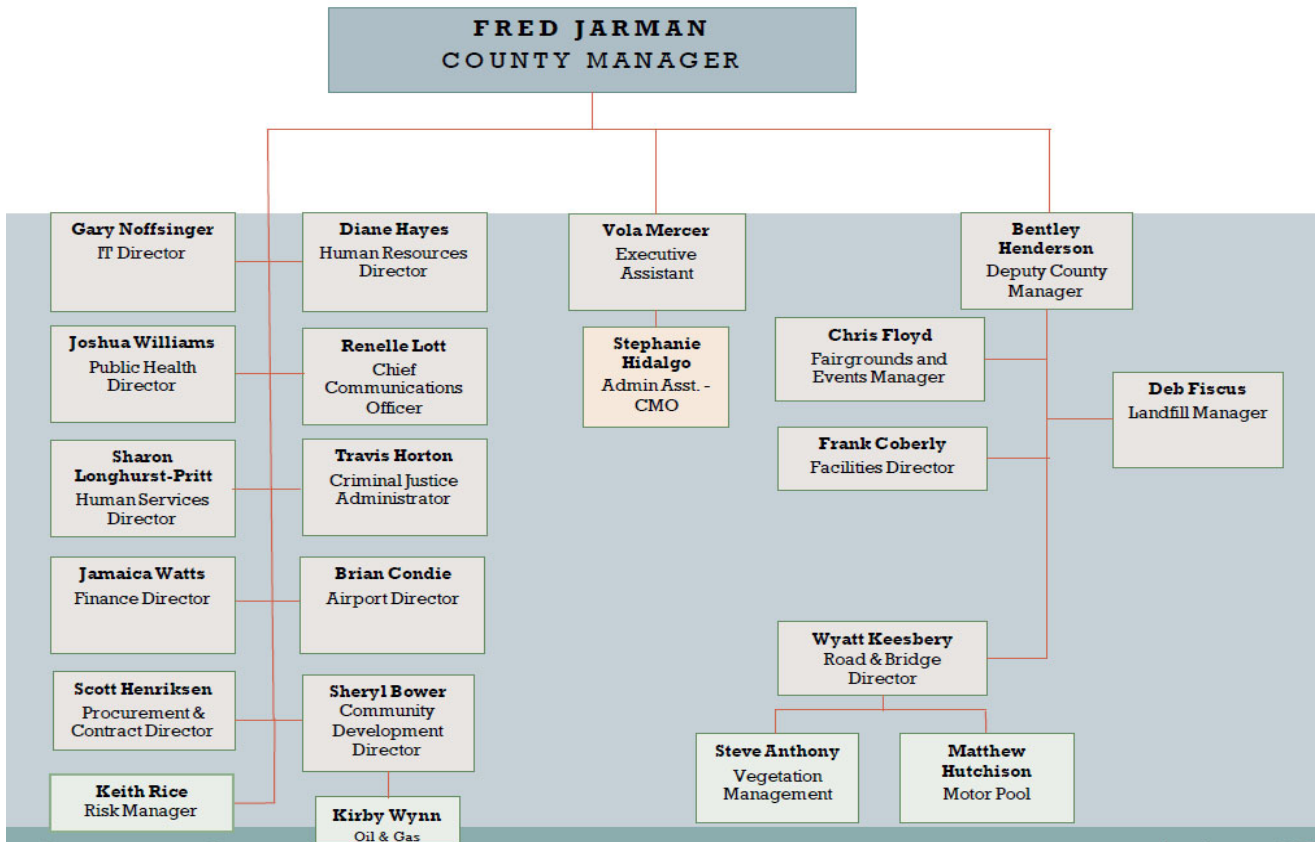 FRED JARMAN
COUNTY MANAGER
Gary Noffsinger
IT Director
Diane Hayes
Human Resources
Director
Vola Mercer
Executive
Assistant
Bentley
Henderson
Deputy County
Manager
Joshua Williams
Public Health
Director
Renelle Lott
Chief
Communications
Officer
Stephanie
Hidalgo
Admin Asst. -
CMO
Chris Floyd
Fairgrounds and
Events Manager
Deb Fiscus
Landfill Manager
Sharon
Longhurst-Pritt
Human Services
Director
Travis Horton
Criminal Justice
Administrator
Frank Coberly
Facilities Director
Jamaica Watts
Finance Director
Brian Condie
Airport Director
Wyatt Keesbery
Road & Bridge
Director
Scott Henriksen
Procurement &
Contract Director
Sheryl Bower
Community
Development
Director
Steve Anthony
Vegetation
Management
Matthew
Hutchison
Motor Pool
Keith Rice
Risk Manager
Kirby Wynn
Oil & Gas